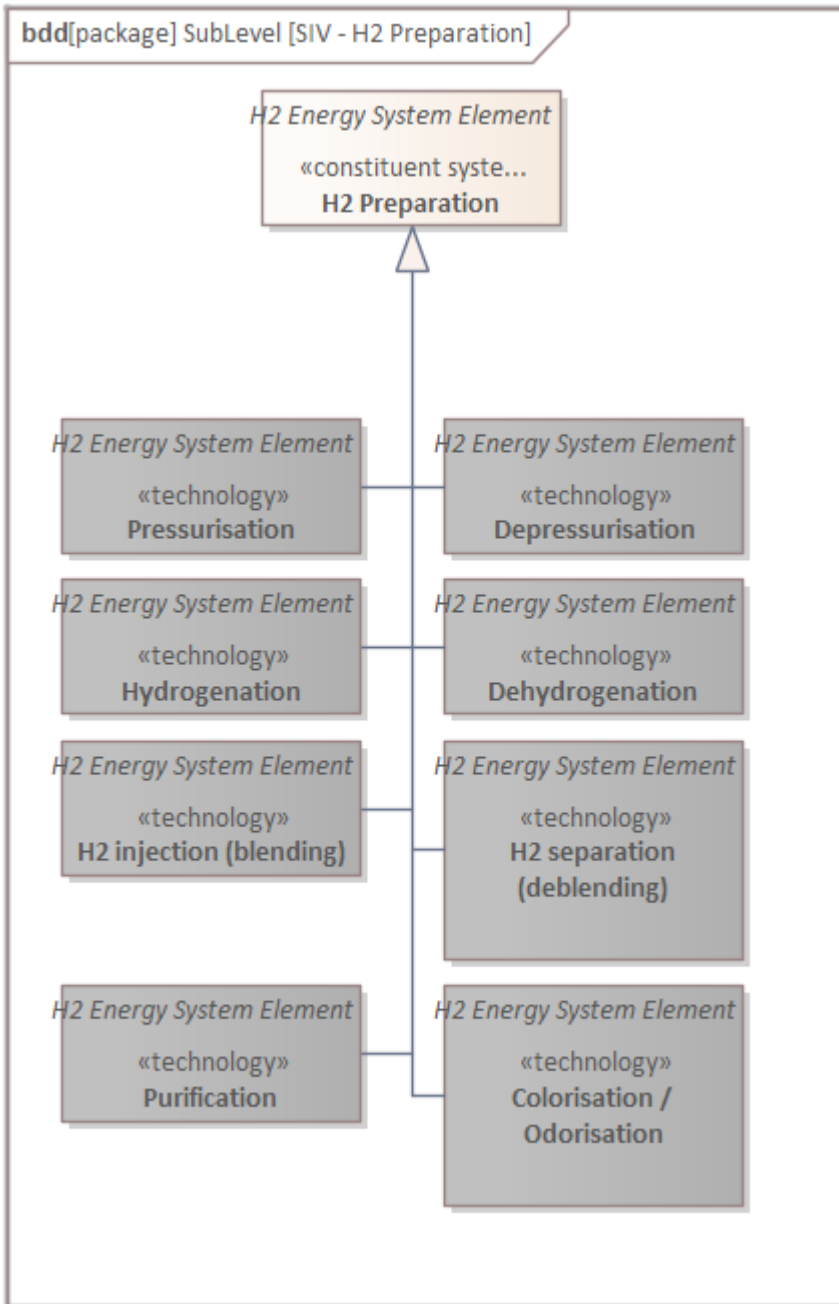 bdd[package] SubLevel [SIV - H2 Preparation]
H2 Energy System Element
«constituent syste...
H2 Preparation
H2 Energy System Element
«technology»
Pressurisation
H2 Energy System Element
«technology»
Depressurisation
H2 Energy System Element
«technology»
Hydrogenation
H2 Energy System Element
«technology»
Dehydrogenation
H2 Energy System Element
«technology»
H2 injection (blending)
H2 Energy System Element
«technology»
H2 separation
(deblending)
H2 Energy System Element
«technology»
Purification
H2 Energy System Element
«technology»
Colorisation /
Odorisation